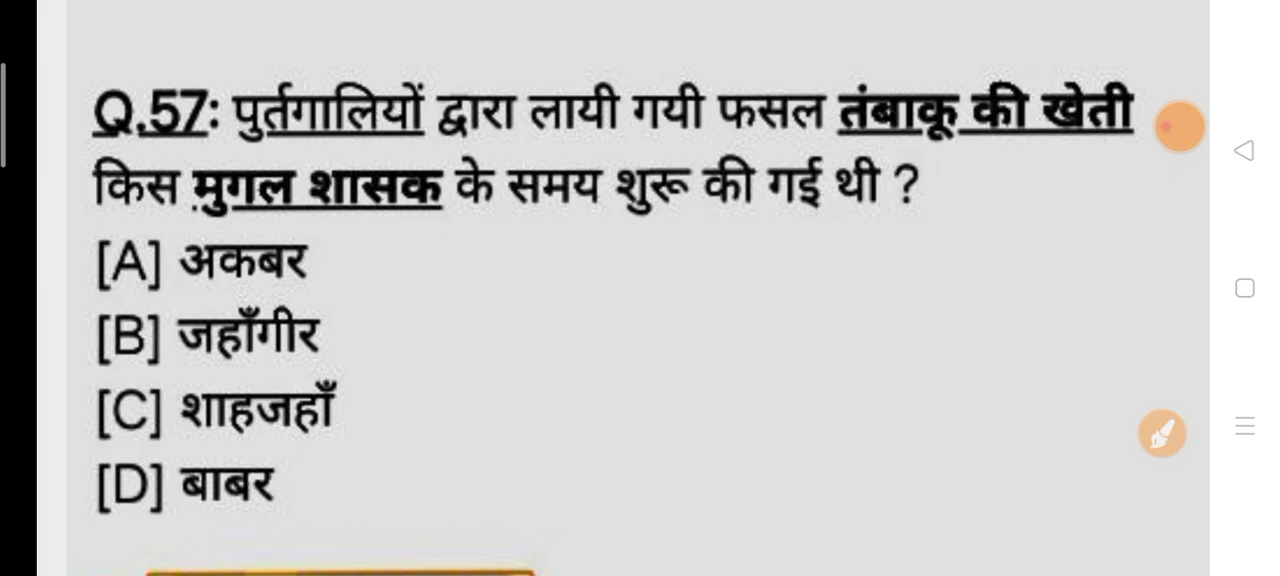 Q.57: पुर्तगालियों द्वारा लायी गयी फसल तंबाकू की खेती
किस मुगल शासक के समय शुरू की गई थी ?
[A] अकबर
[B] जहाँगीर
[C] शाहजहाँ
[D] बाबर